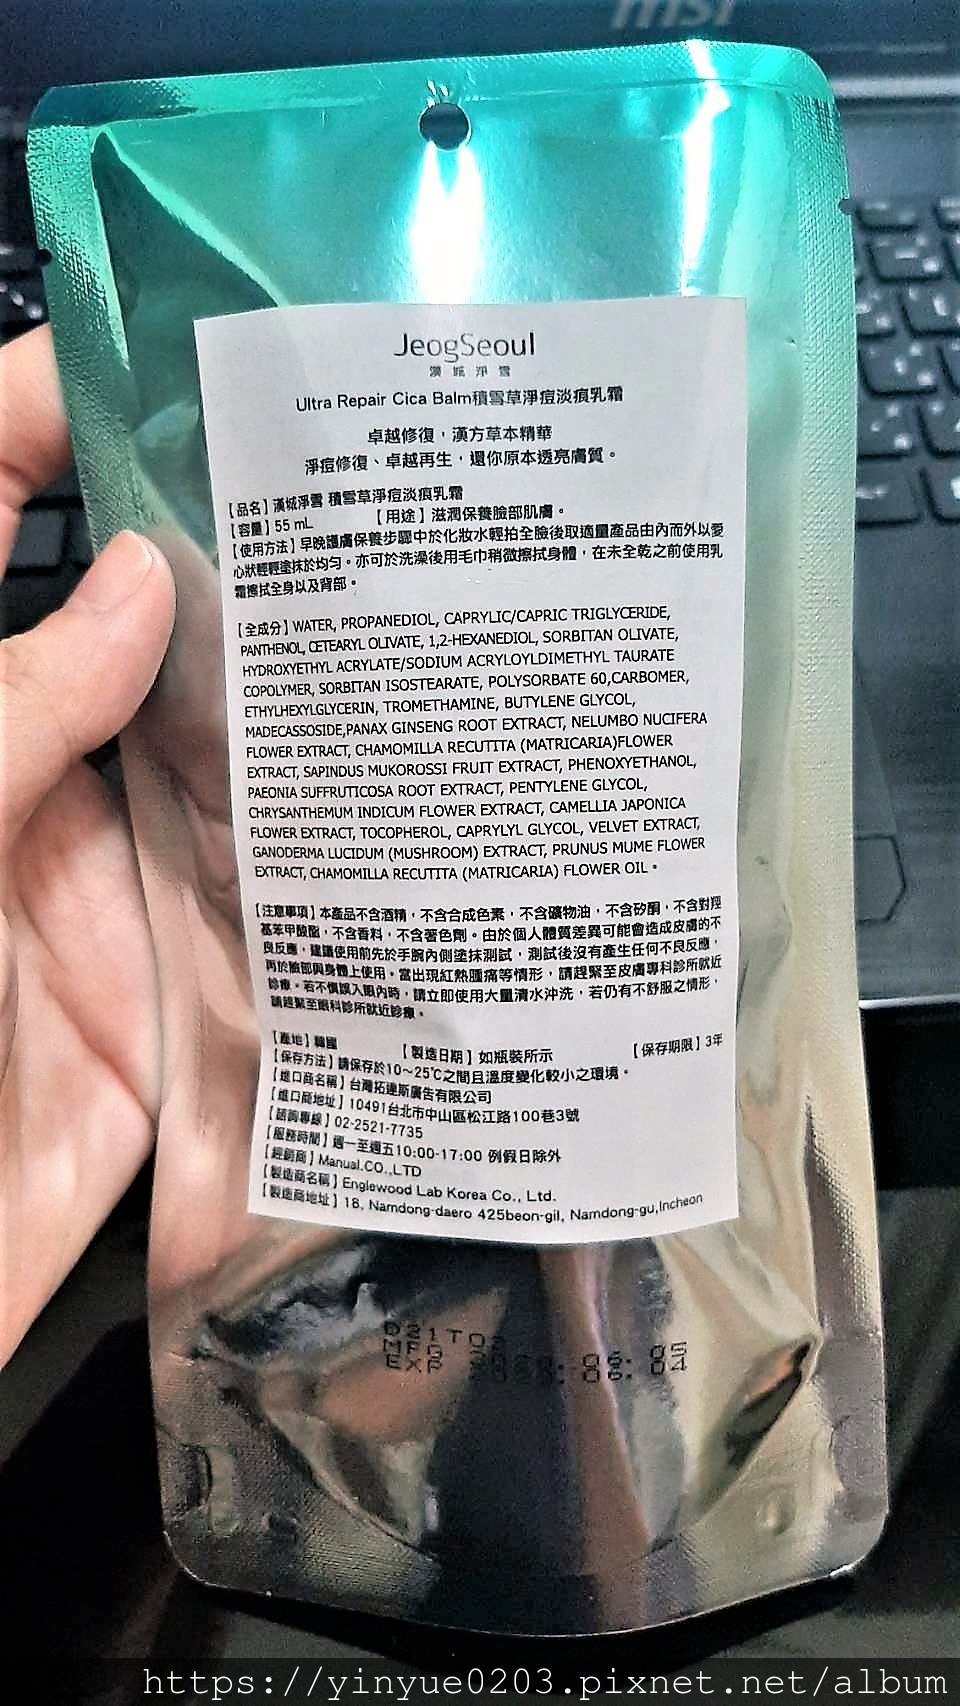 msi
JeogSeoul
漢城淨雪
Ultra Repair Cica Balm積雪草淨痘淡痕乳霜
卓越修復，漢方草本精華
淨痘修復、卓越再生，還你原本透亮膚質。
【品名】漢城淨雪 積雪草淨痘淡痕乳霜
【容量】55 mL 【用途】滋潤保養臉部肌膚。
【使用方法】早晚護膚保養步驟中於化妝水輕拍全臉後取適量產品由內而外以愛
心狀輕輕塗抹於均勻。亦可於洗澡後用毛巾稍微擦拭身體，在未全乾之前使用乳
霜擦拭全身以及背部。
【全成分】WATER, PROPANEDIOL, CAPRYLIC/CAPRIC TRIGLYCERIDE,
PANTHENOL, CETEARYL OLIVATE, 1,2-HEXANEDIOL, SORBITAN OLIVATE,
HYDROXYETHYL ACRYLATE/SODIUM ACRYLOYLDIMETHYL TAURATE
COPOLYMER, SORBITAN ISOSTEARATE, POLYSORBATE 60,CARBOMER,
ETHYLHEXYLGLYCERIN, TROMETHAMINE, BUTYLENE GLYCOL,
MADECASSOSIDE,PANAX GINSENG ROOT EXTRACT, NELUMBO NUCIFERA
FLOWER EXTRACT, CHAMOMILLA RECUTITA (MATRICARIA)FLOWER
EXTRACT, SAPINDUS MUKOROSSI FRUIT EXTRACT, PHENOXYETHANOL,
PAEONIA SUFFRUTICOSA ROOT EXTRACT, PENTYLENE GLYCOL,
CHRYSANTHEMUM INDICUM FLOWER EXTRACT, CAMELLIA JAPONICA
FLOWER EXTRACT, TOCOPHEROL, CAPRYLYL GLYCOL, VELVET EXTRACT,
GANODERMA LUCIDUM (MUSHROOM) EXTRACT, PRUNUS MUME FLOWER
EXTRACT, CHAMOMILLA RECUTITA (MATRICARIA) FLOWER OIL。
【注意事項】本產品不含酒精，不含合成色素，不含礦物油，不含矽酮，不含對羥
基苯甲酸酯，不含香料，不含著色劑。由於個人體質差異可能會造成皮膚的不
良反應，建議使用前先於手腕內側塗抹測試，測試後沒有產生任何不良反應，
再於臉部與身體上使用。當出現紅熱腫痛等情形，請趕緊至皮膚專科診所就近
診療。若不慎誤入眼內時，請立即使用大量清水沖洗，若仍有不舒服之情形，
請趕緊至眼科診所就近診療。
【產地】韓國 【製造日期】如瓶裝所示 【保存期限】3年
【保存方法】請保存於10~25℃之間且溫度變化較小之環境。
【進口商名稱】台灣拓達斯廣告有限公司
【進口商地址】10491台北市中山區松江路100巷3號
【諮詢專線】02-2521-7735
【服務時間】週一至週五10:00-17:00 例假日除外
【經銷商】Manual.CO.,LTD
【製造商名稱】Englewood Lab Korea Co., Ltd.
【製造商地址】18, Namdong-daero 425beon-gil, Namdong-gu,Incheon
MFG
EXP
https://yinyue0203.pixnet.net/album